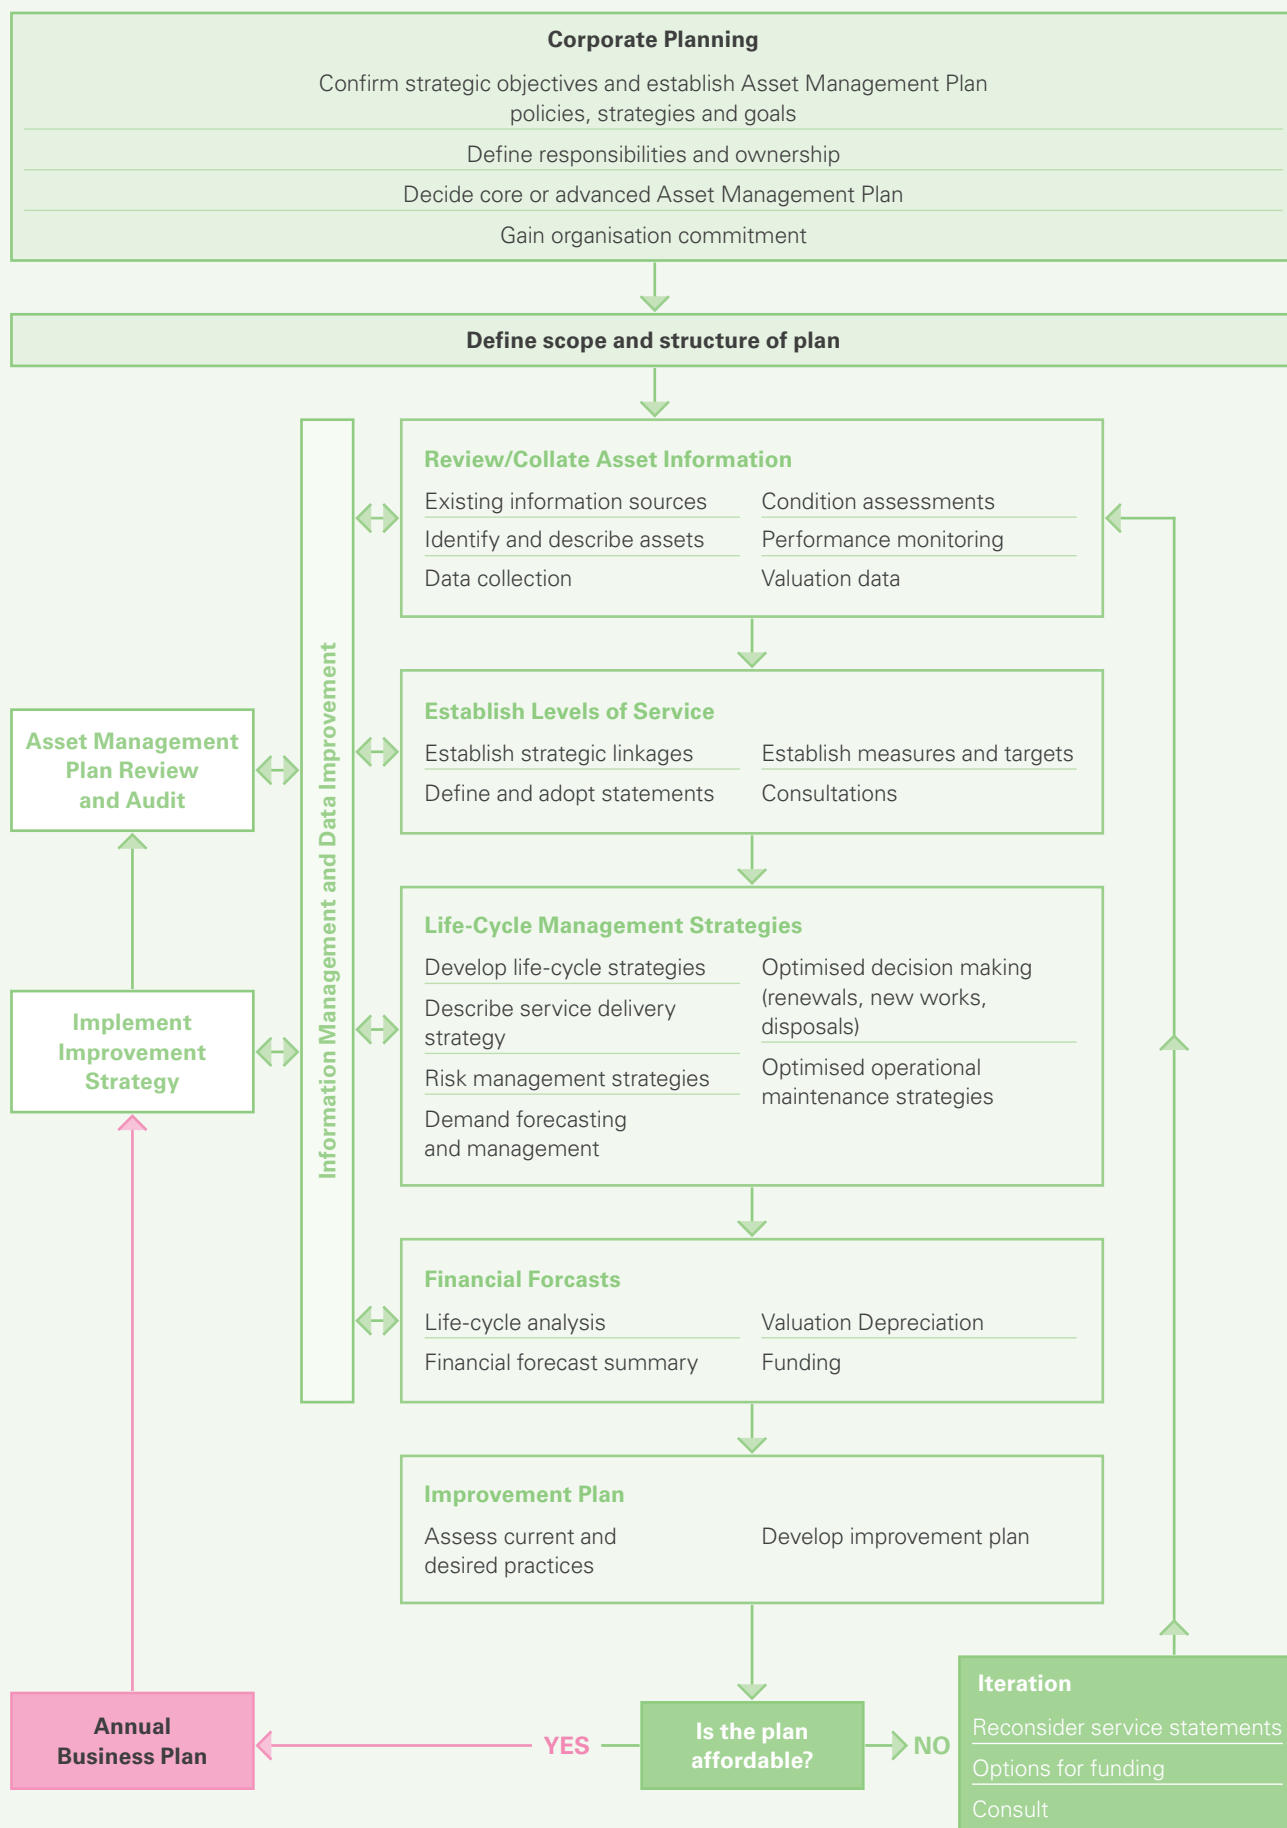 Corporate Planning
Confirm strategic objectives and establish Asset Management Plan
policies, strategies and goals
Define responsibilities and ownership
Decide core or advanced Asset Management Plan
Gain organisation commitment
Define scope and structure of plan
Information Management and Data Improvement
Review/Collate Asset Information
Existing information sources
Identify and describe assets
Data collection
Condition assessments
Performance monitoring
Valuation data
Establish Levels of Service
Establish strategic linkages
Define and adopt statements
Establish measures and targets
Consultations
Asset Management
Plan Review
and Audit
Life-Cycle Management Strategies
Develop life-cycle strategies
Describe service delivery
strategy
Risk management strategies
Demand forecasting
and management
Optimised decision making
(renewals, new works,
disposals)
Optimised operational
maintenance strategies
Implement
Improvement
Strategy
Financial Forcasts
Life-cycle analysis
Financial forecast summary
Valuation Depreciation
Funding
Improvement Plan
Assess current and
desired practices
Develop improvement plan
Annual
Business Plan
YES
Is the plan
affordable?
NO
Iteration
Reconsider service statements
Options for funding
Consult